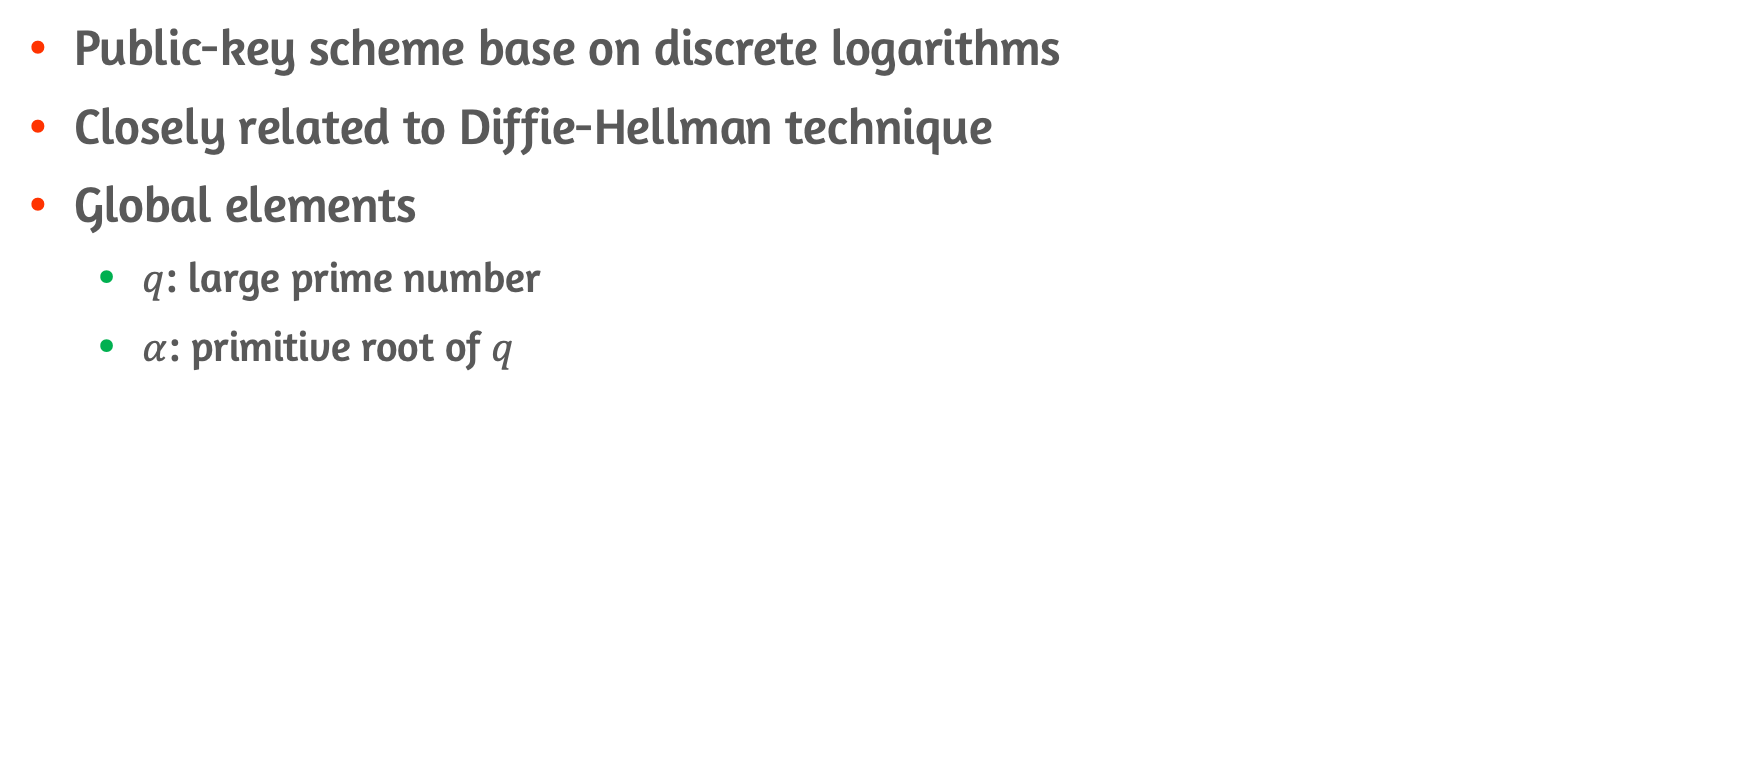 • Public-key scheme base on discrete logarithms
• Closely related to Diffie-Hellman technique
• Global elements
• q: large prime number
• α: primitive root of q